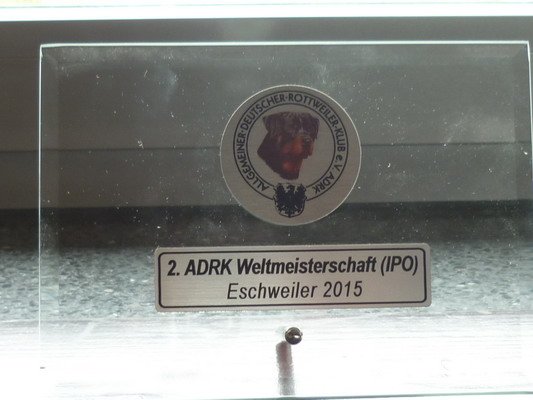 ALLGEMEINER·DEUTSCHER·ROTTWEILER-KLUB e.V. ADRK
2. ADRK Weltmeisterschaft (IPO)
Eschweiler 2015